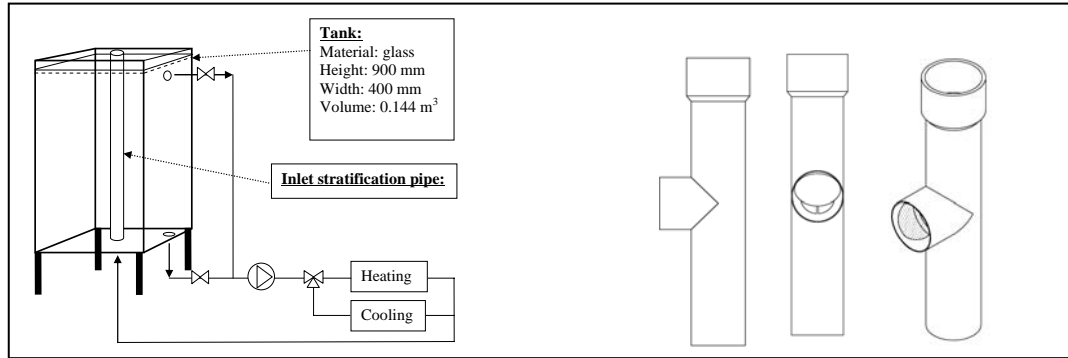 Tank:
Material: glass
Height: 900 mm
Width: 400 mm
Volume: 0.144 m³
Inlet stratification pipe:
Heating
Cooling